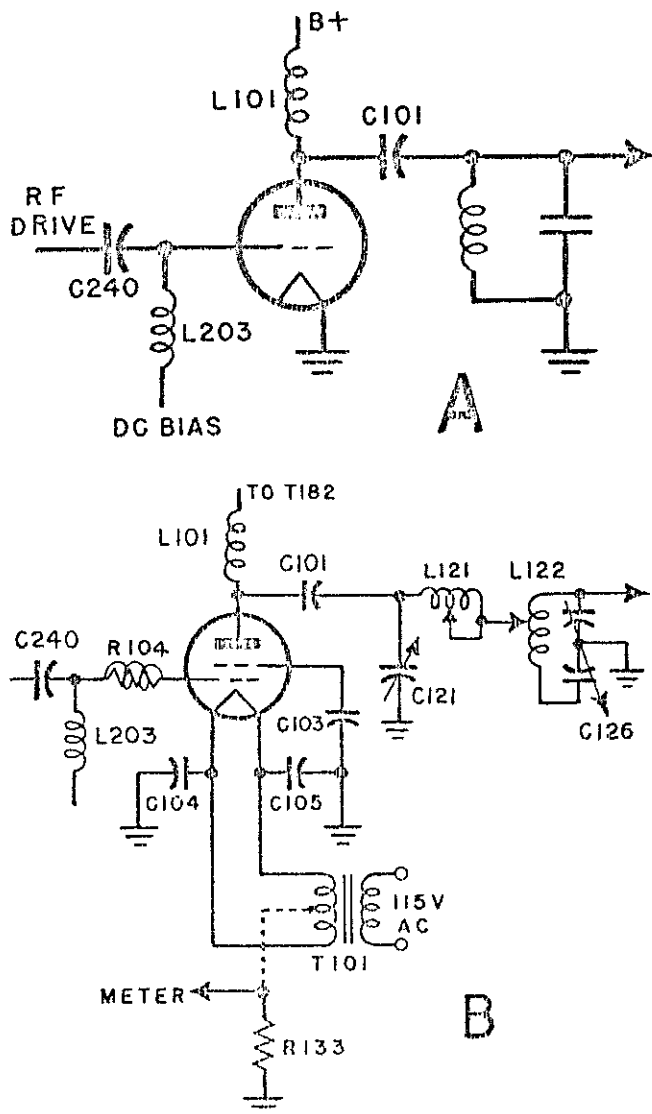 B+
L101
C101
RF
DRIVE
C240
L203
DC BIAS
A
TO T182
L101
C101
L121
L122
C240
R104
C121
C126
L203
C103
C104
C105
115V
AC
T101
METER
R133
B